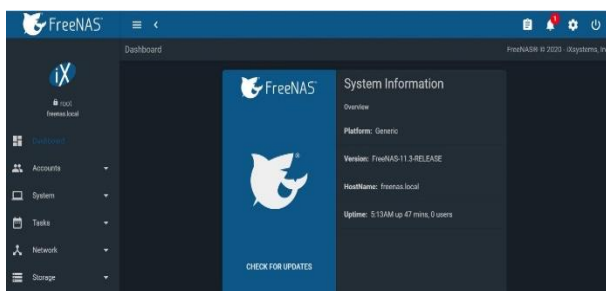 FreeNAS
Dashboard
FreeNAS® © 2020 - iXsystems, In
iX
root
freenas.local
Dashboard
Accounts
System
Tasks
Network
Storage
FreeNAS
CHECK FOR UPDATES
System Information
Overview
Platform: Generic
Version: FreeNAS-11.3-RELEASE
HostName: freenas.local
Uptime: 5:13AM up 47 mins, 0 users
1